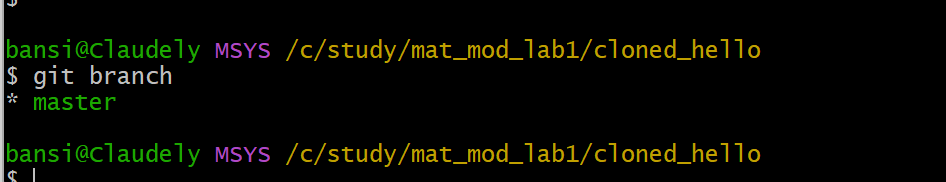 $
bansi@Claudely MSYS /c/study/mat_mod_lab1/cloned_hello
$ git branch
* master
bansi@Claudely MSYS /c/study/mat_mod_lab1/cloned_hello
$